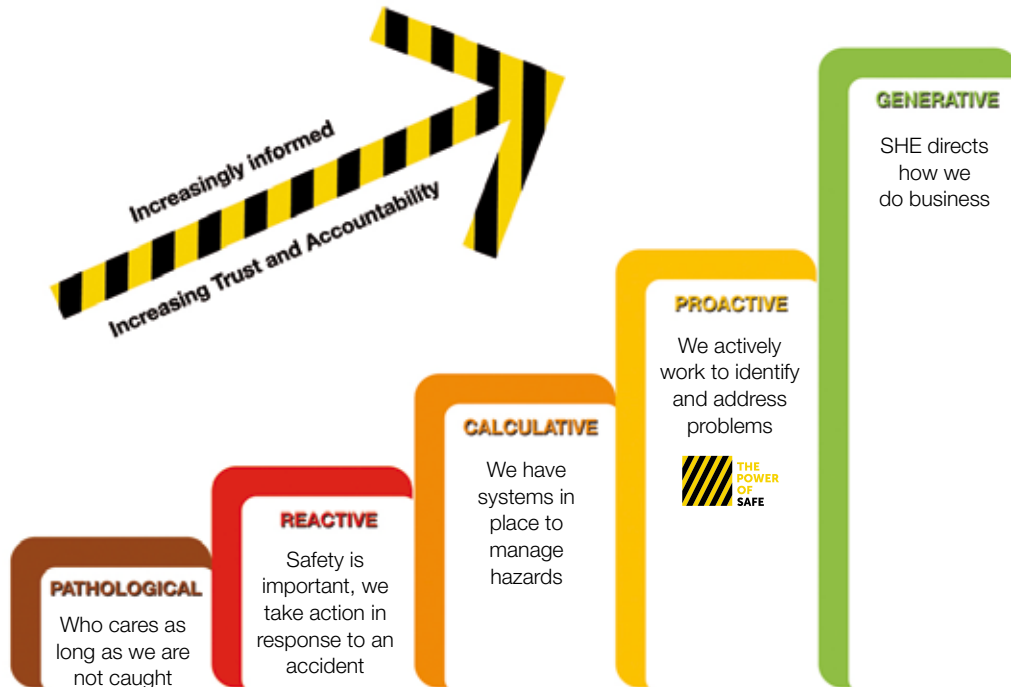 Increasingly informed
Increasing Trust and Accountability
PATHOLOGICAL
Who cares as
long as we are
not caught
REACTIVE
Safety is
important, we
take action in
response to an
accident
CALCULATIVE
We have
systems in
place to
manage
hazards
PROACTIVE
We actively
work to identify
and address
problems
THE
POWER
OF
SAFE
GENERATIVE
SHE directs
how we
do business